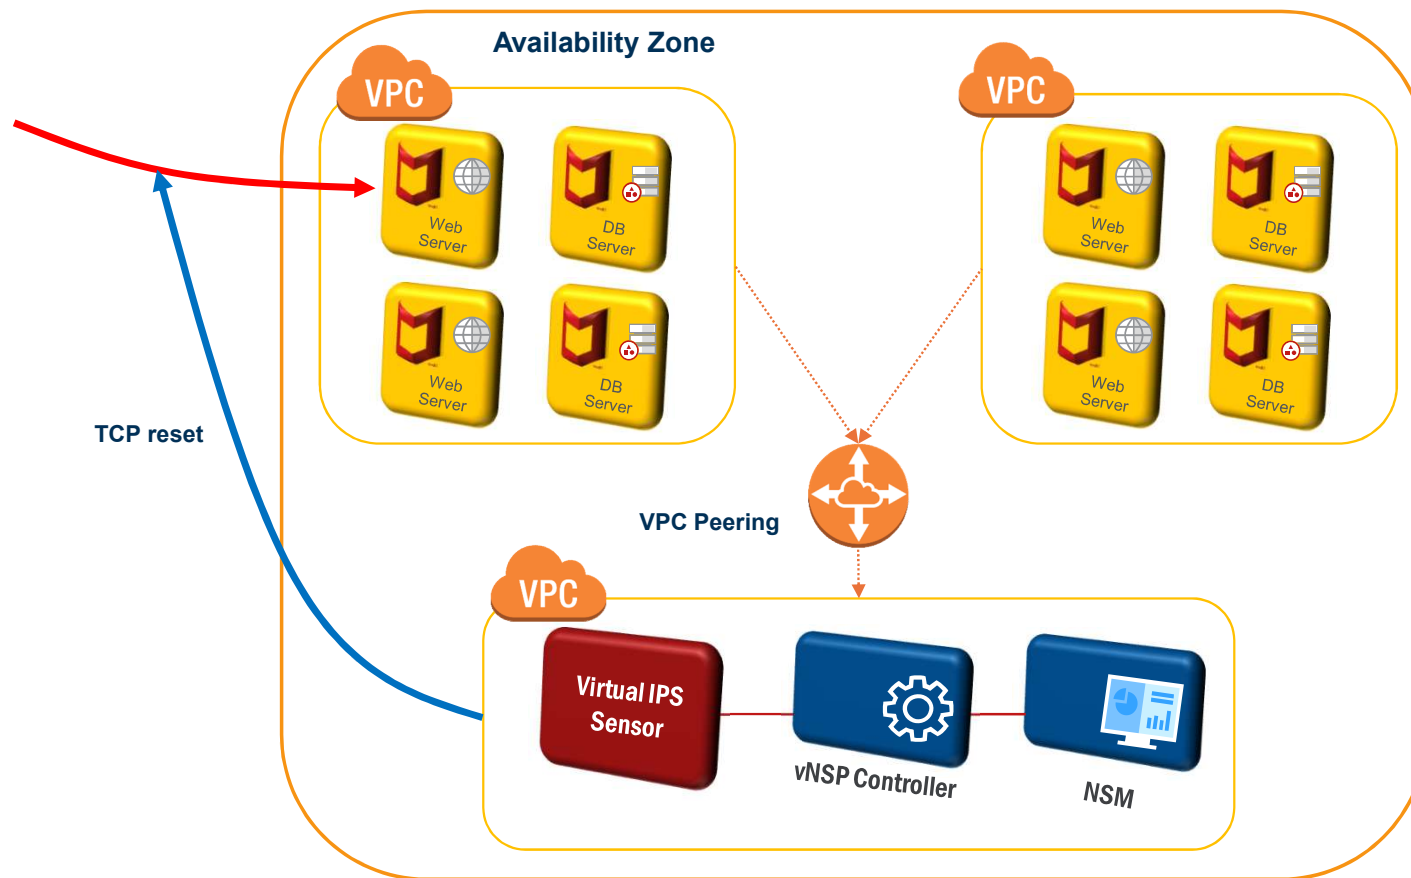 Availability Zone
VPC
VPC
Web
Server
DB
Server
Web
Server
DB
Server
Web
Server
DB
Server
Web
Server
DB
Server
TCP reset
VPC Peering
VPC
Virtual IPS
Sensor
vNSP Controller
NSM